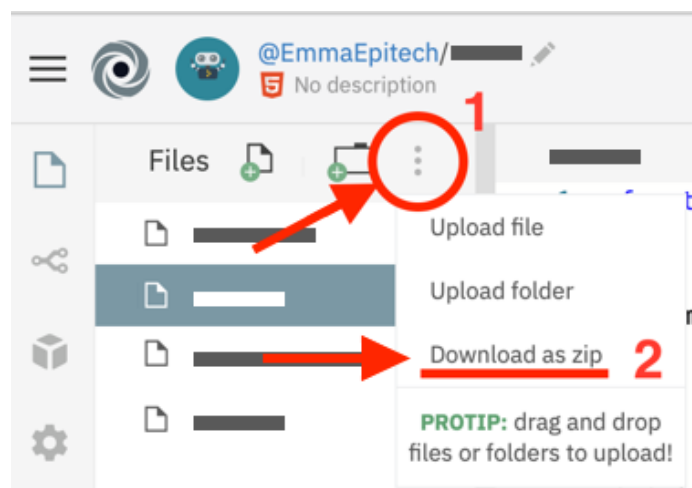 @EmmaEpitech/
No description
1
Files
Upload file
Upload folder
Download as zip
2
PROTIP: drag and drop
files or folders to upload!